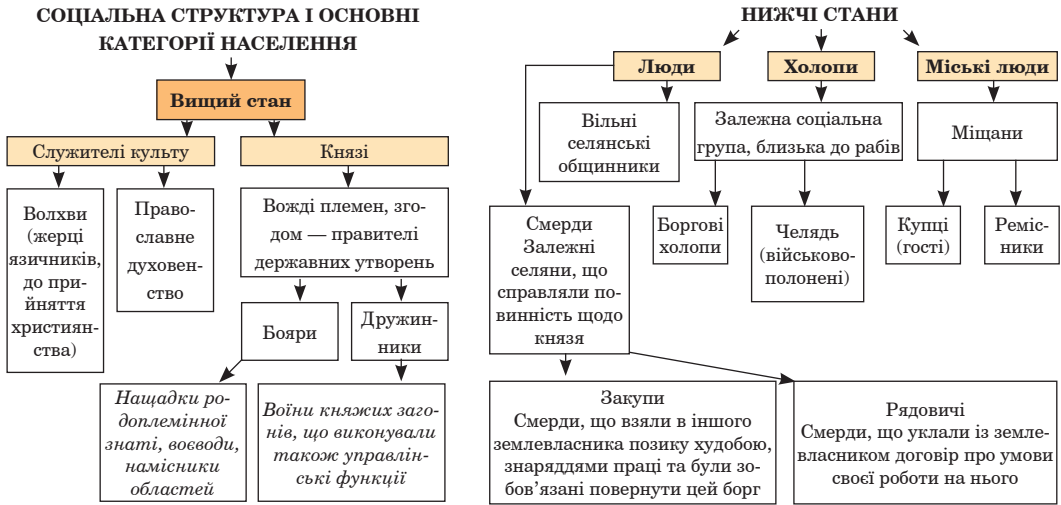 СОЦІАЛЬНА СТРУКТУРА І ОСНОВНІ
КАТЕГОРІЇ НАСЕЛЕННЯ
Вищий стан
Служителі культу
Князі
Волхви
(жерці
язичників,
до при-
йняття
християн-
ства)
Право-
славне
духовен-
ство
Вожді племен, зго-
дом — правителі
державних утворень
Бояри
Дружин-
ники
Нащадки ро-
доплемінної
знаті, воєводи,
намісники
областей
Воїни княжих заго-
нів, що виконували
також управлін-
ські функції
НИЖЧІ СТАНИ
Люди
Холопи
Міські люди
Вільні
селянські
общинники
Залежна соціальна
група, близька до рабів
Міщани
Смерди
Залежні
селяни, що
справляли по-
винність щодо
князя
Боргові
холопи
Челядь
(військово-
полонені)
Купці
(гості)
Реміс-
ники
Закупи
Смерди, що взяли в іншого
землевласника позику худобою,
знаряддями праці та були зо-
бов’язані повернути цей борг
Рядовичі
Смерди, що уклали із земле-
власником договір про умови
своєї роботи на нього